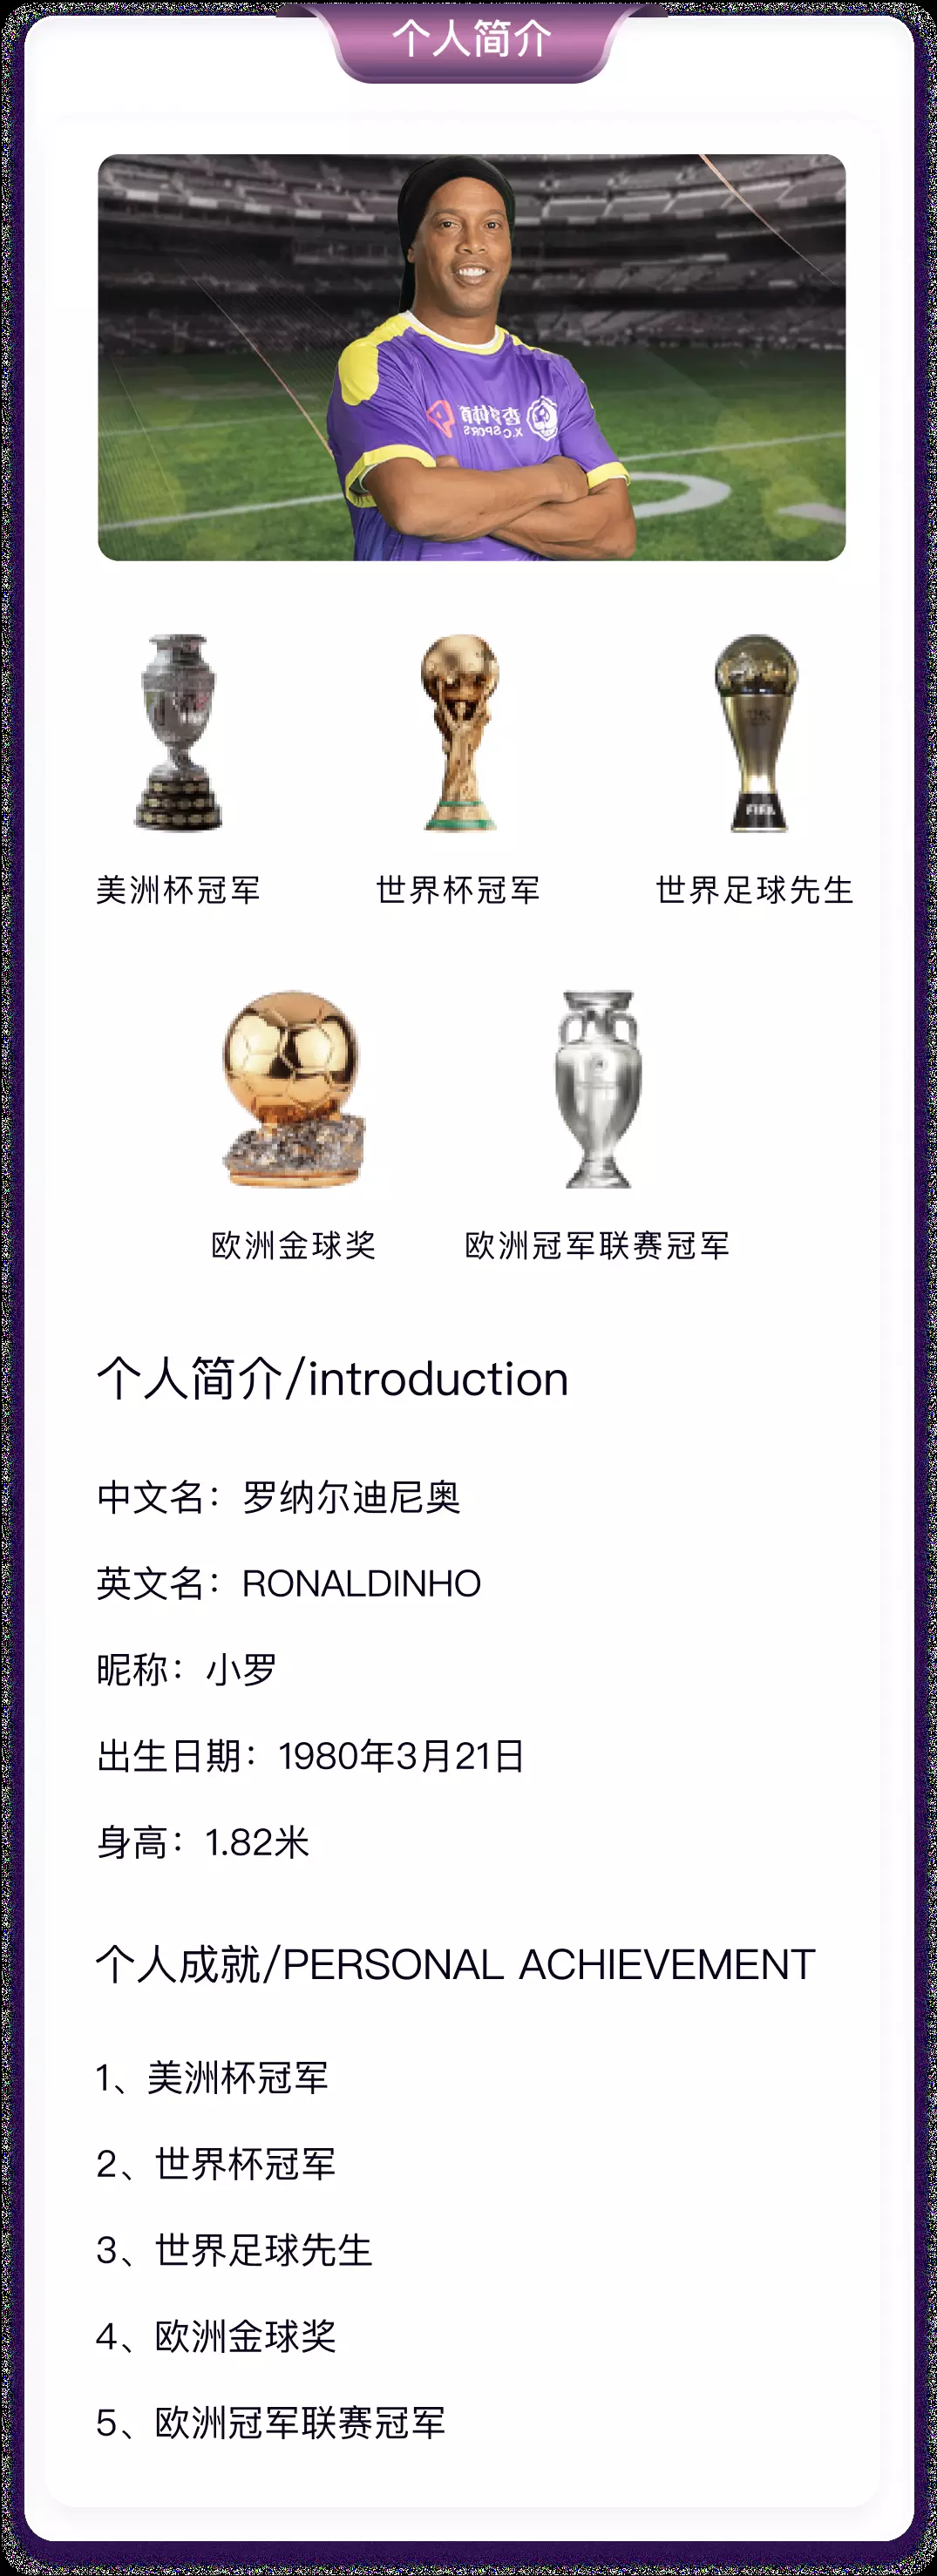 个人简介
杏彩体育
X.C SPORS
FIFA
美洲杯冠军
世界杯冠军
世界足球先生
欧洲金球奖
欧洲冠军联赛冠军
个人简介/introduction
中文名：罗纳尔迪尼奥
英文名：RONALDINHO
昵称：小罗
出生日期：1980年3月21日
身高：1.82米
个人成就/PERSONAL ACHIEVEMENT
1、美洲杯冠军
2、世界杯冠军
3、世界足球先生
4、欧洲金球奖
5、欧洲冠军联赛冠军